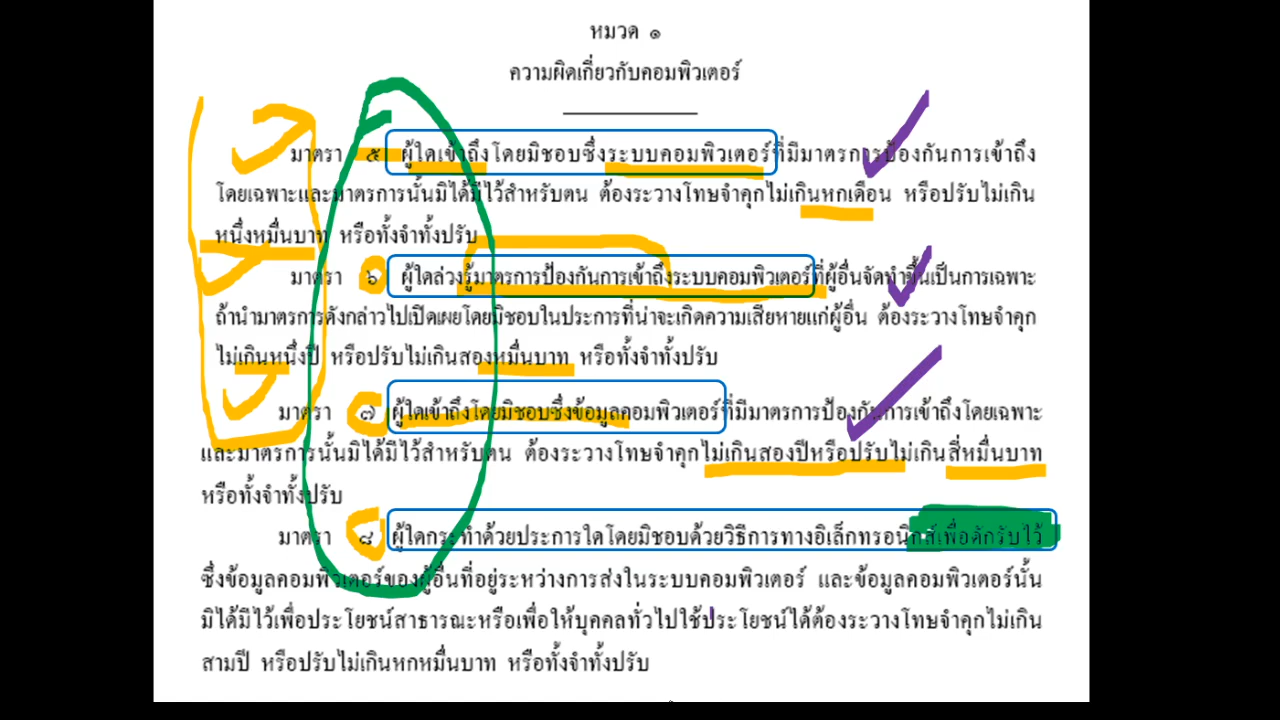 หมวด ๑
ความผิดเกี่ยวกับคอมพิวเตอร์
มาตรา ๕ ผู้ใดเข้าถึงโดยมิชอบซึ่งระบบคอมพิวเตอร์ที่มีมาตรการป้องกันการเข้าถึง
โดยเฉพาะและมาตรการนั้นมิได้มีไว้สำหรับตน ต้องระวางโทษจำคุกไม่เกินหกเดือน หรือปรับไม่เกิน
หนึ่งหมื่นบาท หรือทั้งจำทั้งปรับ
มาตรา ๖ ผู้ใดล่วงรู้มาตรการป้องกันการเข้าถึงระบบคอมพิวเตอร์ที่ผู้อื่นจัดทำขึ้นเป็นการเฉพาะ
ถ้านำมาตรการดังกล่าวไปเปิดเผยโดยมิชอบในประการที่น่าจะเกิดความเสียหายแก่ผู้อื่น ต้องระวางโทษจำคุก
ไม่เกินหนึ่งปี หรือปรับไม่เกินสองหมื่นบาท หรือทั้งจำทั้งปรับ
มาตรา ๗ ผู้ใดเข้าถึงโดยมิชอบซึ่งข้อมูลคอมพิวเตอร์ที่มีมาตรการป้องกันการเข้าถึงโดยเฉพาะ
และมาตรการนั้นมิได้มีไว้สำหรับตน ต้องระวางโทษจำคุกไม่เกินสองปีหรือปรับไม่เกินสี่หมื่นบาท
หรือทั้งจำทั้งปรับ
มาตรา ๘ ผู้ใดกระทำด้วยประการใดโดยมิชอบด้วยวิธีการทางอิเล็กทรอนิกส์เพื่อดักรับไว้
ซึ่งข้อมูลคอมพิวเตอร์ของผู้อื่นที่อยู่ระหว่างการส่งในระบบคอมพิวเตอร์ และข้อมูลคอมพิวเตอร์นั้น
มิได้มีไว้เพื่อประโยชน์สาธารณะหรือเพื่อให้บุคคลทั่วไปใช้ประโยชน์ได้ต้องระวางโทษจำคุกไม่เกิน
สามปี หรือปรับไม่เกินหกหมื่นบาท หรือทั้งจำทั้งปรับ